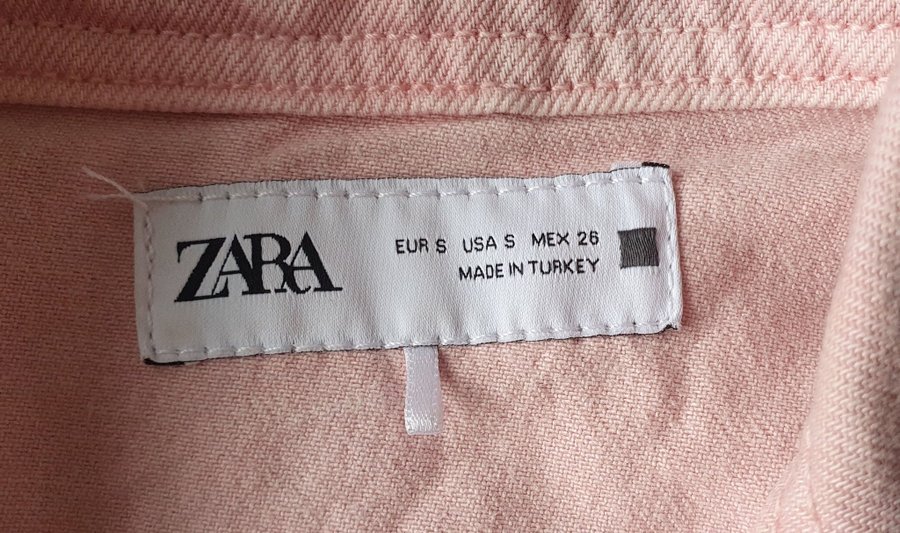 ZARA
EUR S USA S MEX 26
MADE IN TURKEY